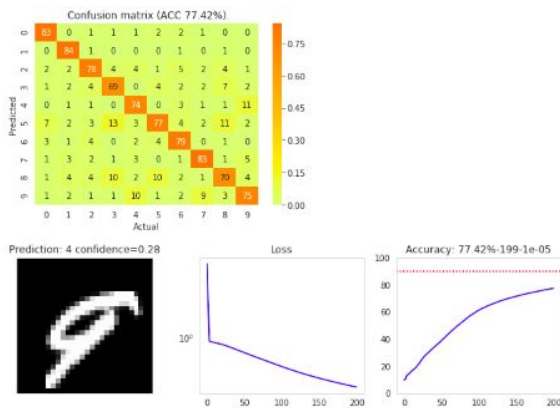 Confusion matrix (ACC 77.42%)
0 83 0 1 1 1 2 2 1 0 0
1 0 84 1 0 0 0 0 0 1 0
2 2 2 78 4 4 1 5 2 4 1
3 1 2 4 69 0 4 2 2 7 2
4 0 1 1 0 74 0 3 1 1 11
5 7 2 3 13 3 77 4 2 11 2
6 3 1 4 0 2 4 79 0 1 0
7 1 3 2 1 3 0 1 83 1 5
8 1 4 4 10 2 10 2 1 70 4
9 1 2 1 1 10 1 2 9 3 75
0 1 2 3 4 5 6 7 8 9
Predicted
Actual
0.75
0.60
0.45
0.30
0.15
0.00
Prediction: 4 confidence=0.28
Loss
10⁰
0 50 100 150 200
Accuracy: 77.42%-199-1e-05
100
80
60
40
20
0
0 50 100 150 200